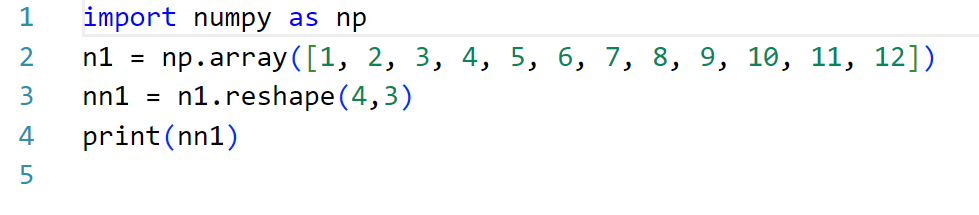 1 import numpy as np
2 n1 = np.array([1, 2, 3, 4, 5, 6, 7, 8, 9, 10, 11, 12])
3 nn1 = n1.reshape(4,3)
4 print(nn1)
5